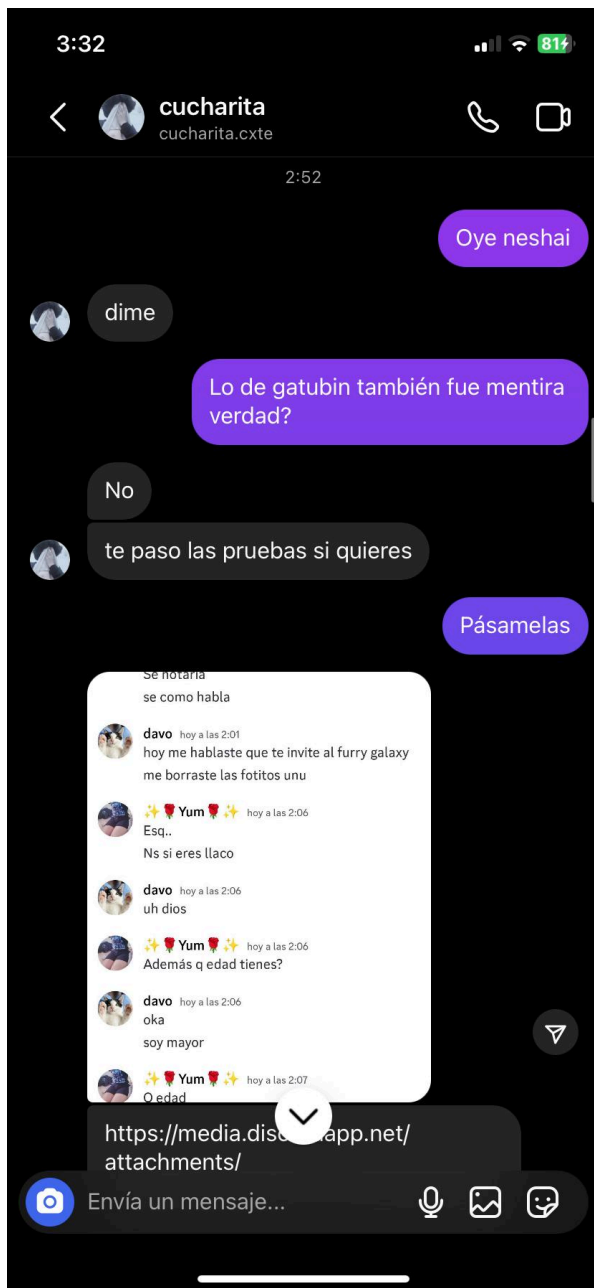 3:32
81
cucharita
cucharita.cxte
2:52
Oye neshai
dime
Lo de gatubin también fue mentira
verdad?
No
te paso las pruebas si quieres
Pásamelas
Se notaria
se como habla
davo hoy a las 2:01
hoy me hablaste que te invite al furry galaxy
me borraste las fotitos unu
✨🌹Yum🌹✨ hoy a las 2:06
Esq..
Ns si eres llaco
davo hoy a las 2:06
uh dios
✨🌹Yum🌹✨ hoy a las 2:06
Además q edad tienes?
davo hoy a las 2:06
oka
soy mayor
✨🌹Yum🌹✨ hoy a las 2:07
Q edad
https://media.dis app.net/
attachments/
Envía un mensaje...